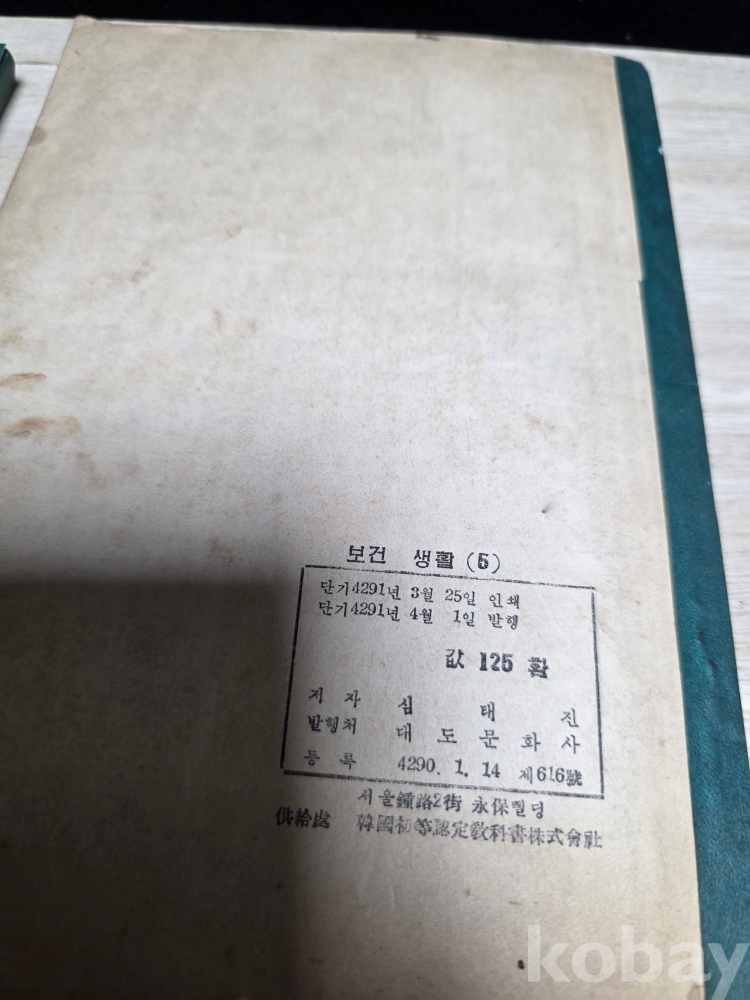 보건 생활 (5)
단기4291년 3월 25일 인쇄
단기4291년 4월 1일 발행
값 125 환
저 자 심 태 진
발행처 대 도 문 화 사
등 록 4290. 1. 14 제616號
서울鍾路2街 永保삘딩
供給處 韓國初等認定敎科書株式會社
kobay